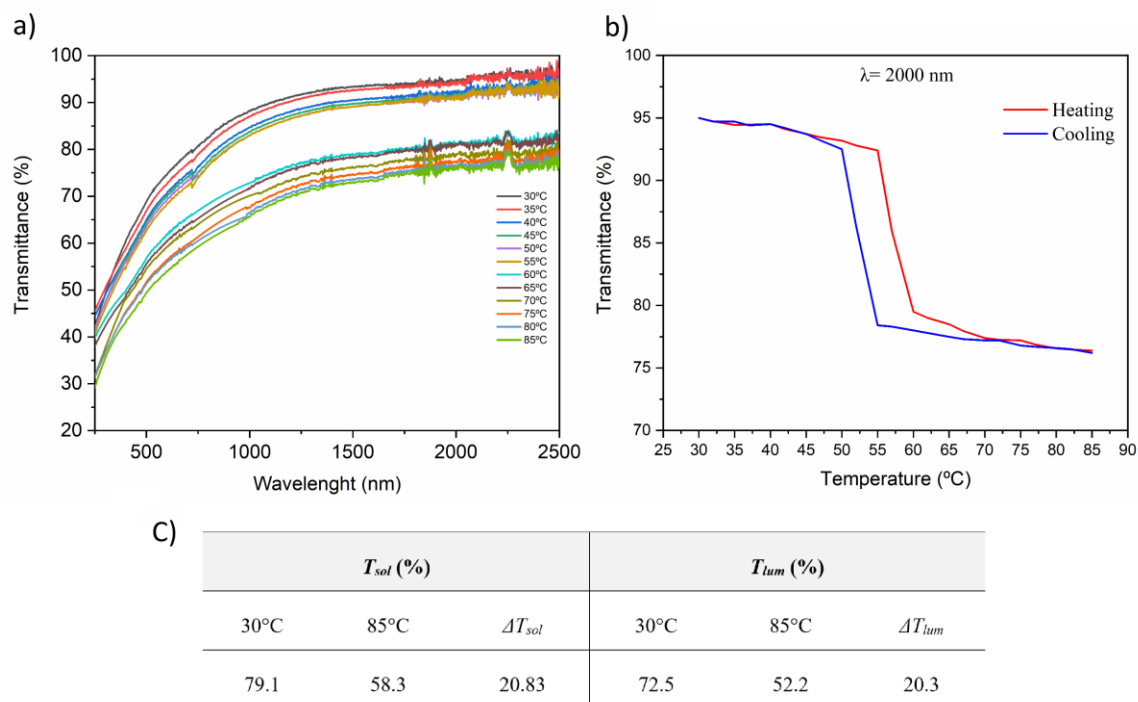 a)
100
90
80
70
60
50
40
30
20
Transmittance (%)
500
1000
1500
2000
2500
Wavelenght (nm)
30ºC
35ºC
40ºC
45ºC
50ºC
55ºC
60ºC
65ºC
70ºC
75ºC
80ºC
85ºC
b)
λ= 2000 nm
Heating
Cooling
100
95
90
85
80
75
70
Transmittance (%)
25 30 35 40 45 50 55 60 65 70 75 80 85 90
Temperature (ºC)
C)
Tsol (%) Tlum (%)
30°C 85°C ΔTsol 30°C 85°C ΔTlum
79.1 58.3 20.83 72.5 52.2 20.3